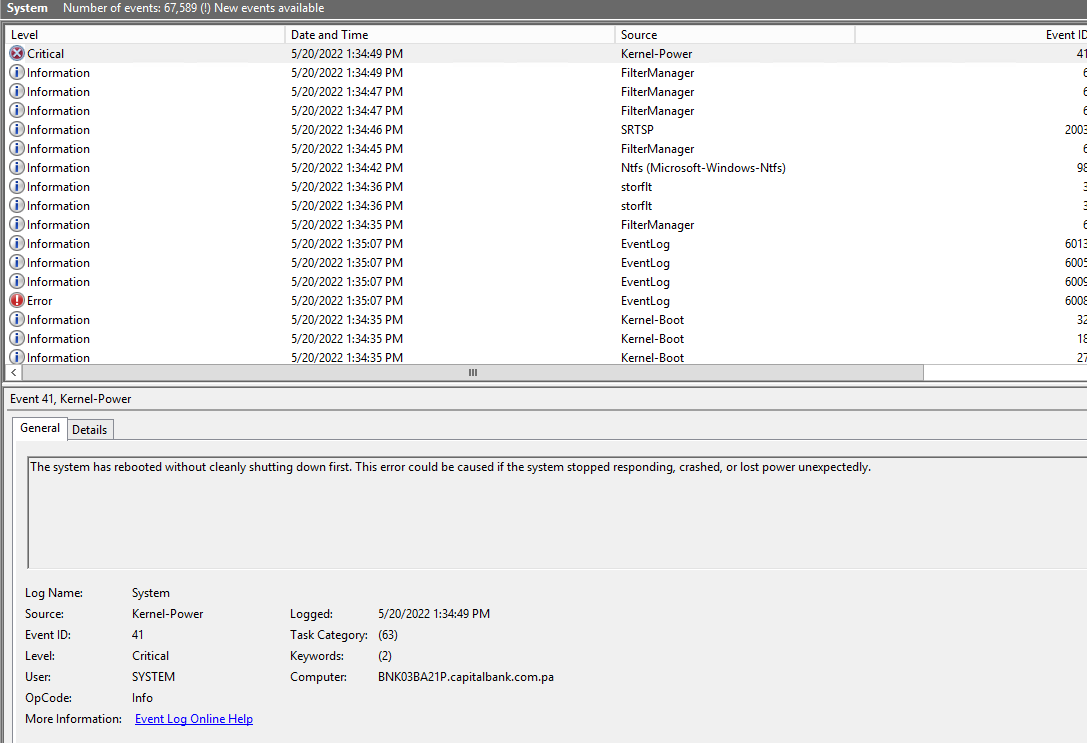 System Number of events: 67,589 (!) New events available
Level Date and Time Source Event ID
Critical 5/20/2022 1:34:49 PM Kernel-Power 41
Information 5/20/2022 1:34:49 PM FilterManager 6
Information 5/20/2022 1:34:47 PM FilterManager 6
Information 5/20/2022 1:34:47 PM FilterManager 6
Information 5/20/2022 1:34:46 PM SRTSP 2003
Information 5/20/2022 1:34:45 PM FilterManager 6
Information 5/20/2022 1:34:42 PM Ntfs (Microsoft-Windows-Ntfs) 98
Information 5/20/2022 1:34:36 PM storflt 3
Information 5/20/2022 1:34:36 PM storflt 3
Information 5/20/2022 1:34:35 PM FilterManager 6
Information 5/20/2022 1:35:07 PM EventLog 6013
Information 5/20/2022 1:35:07 PM EventLog 6005
Information 5/20/2022 1:35:07 PM EventLog 6009
Error 5/20/2022 1:35:07 PM EventLog 6008
Information 5/20/2022 1:34:35 PM Kernel-Boot 32
Information 5/20/2022 1:34:35 PM Kernel-Boot 18
Information 5/20/2022 1:34:35 PM Kernel-Boot 27
Event 41, Kernel-Power
General Details
The system has rebooted without cleanly shutting down first. This error could be caused if the system stopped responding, crashed, or lost power unexpectedly.
Log Name: System
Source: Kernel-Power Logged: 5/20/2022 1:34:49 PM
Event ID: 41 Task Category: (63)
Level: Critical Keywords: (2)
User: SYSTEM Computer: BNK03BA21P.capitalbank.com.pa
OpCode: Info
More Information: Event Log Online Help